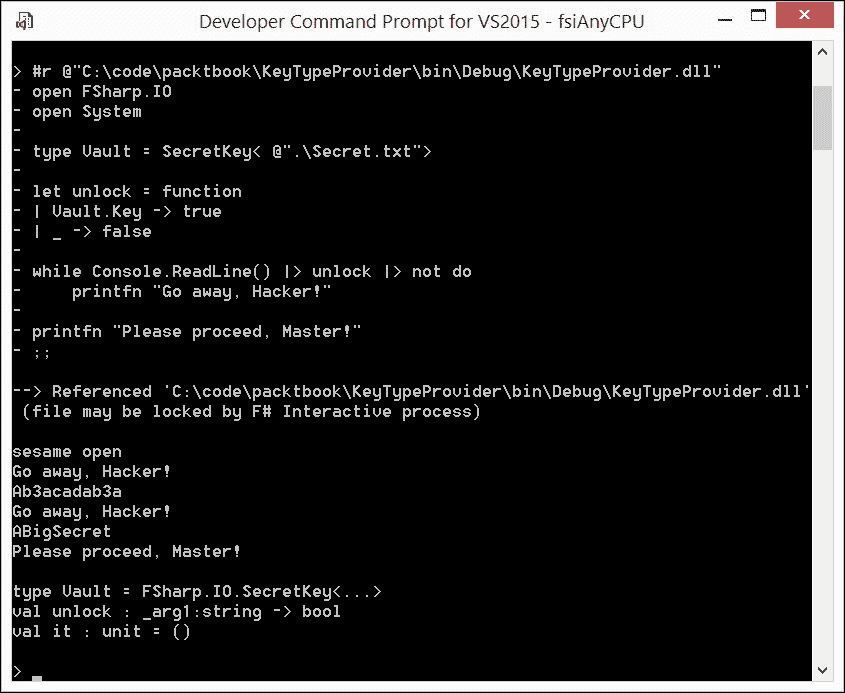 Developer Command Prompt for VS2015 - fsiAnyCPU
> #r @"C:\code\packtbook\KeyTypeProvider\bin\Debug\KeyTypeProvider.dll"
- open FSharp.IO
- open System
-
- type Vault = SecretKey< @".\Secret.txt">
-
- let unlock = function
- | Vault.Key -> true
- | _ -> false
-
- while Console.ReadLine() |> unlock |> not do
-     printfn "Go away, Hacker!"
-
- printfn "Please proceed, Master!"
- ;;
--> Referenced 'C:\code\packtbook\KeyTypeProvider\bin\Debug\KeyTypeProvider.dll'
 (file may be locked by F# Interactive process)
sesame open
Go away, Hacker!
Ab3acadab3a
Go away, Hacker!
ABigSecret
Please proceed, Master!
type Vault = FSharp.IO.SecretKey<...>
val unlock : _arg1:string -> bool
val it : unit = ()
>